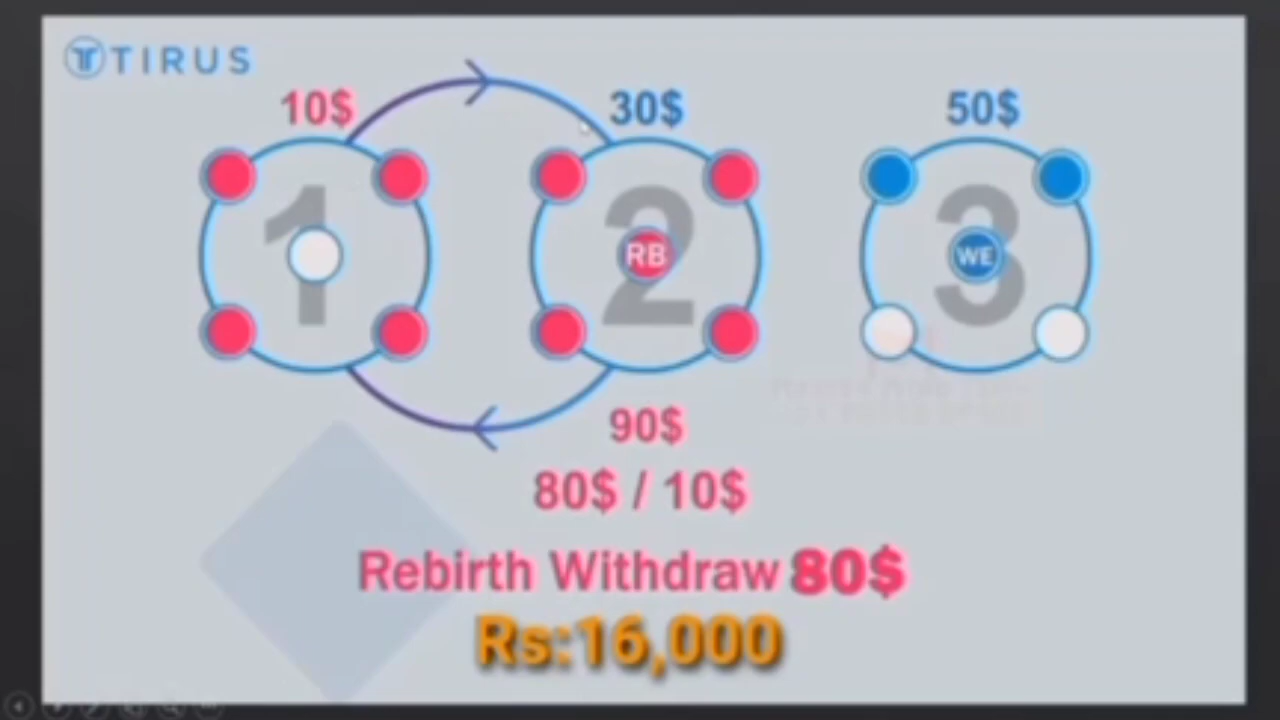 TIRUS
10$ 30$ 50$
1 2 3
RB WE
90$
80$ / 10$
Rebirth Withdraw 80$
Rs:16,000